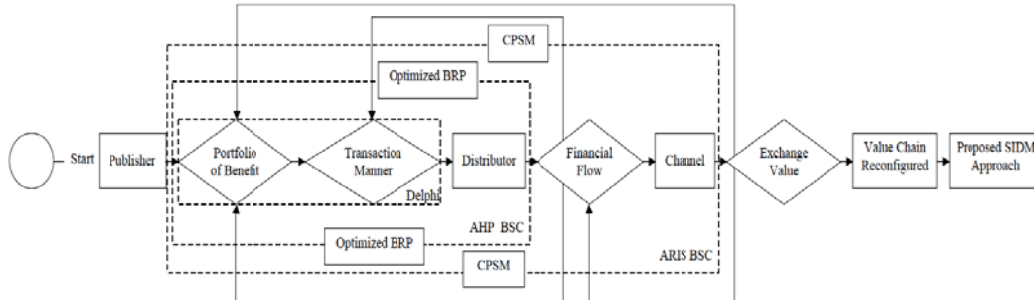 CPSM
Optimized BRP
Start
Publisher
Portfolio
of Benefit
Transaction
Manner
Delphi
Distributor
Financial
Flow
Channel
Exchange
Value
Value Chain
Reconfigured
Proposed SIDM
Approach
AHP BSC
Optimized ERP
ARIS BSC
CPSM